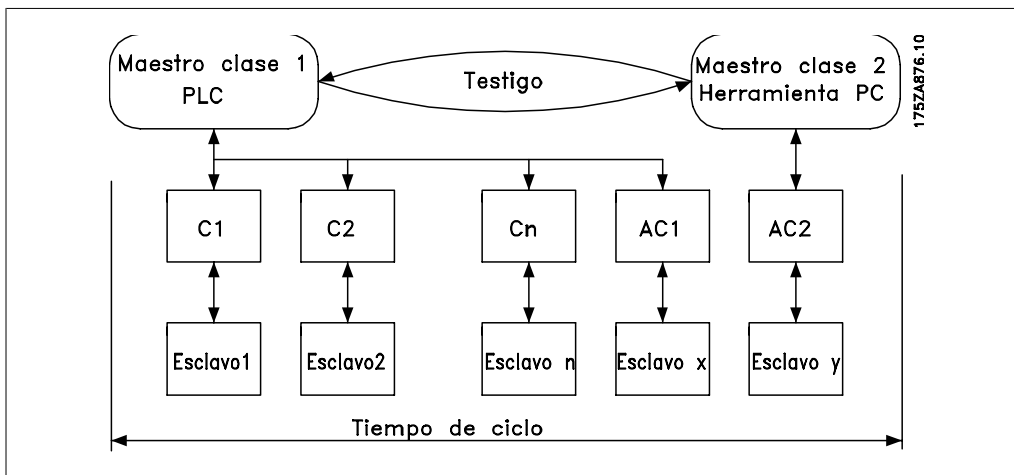 Maestro clase 1
PLC
Testigo
Maestro clase 2
Herramienta PC
175ZA876.10
C1
C2
Cn
AC1
AC2
Esclavo1
Esclavo2
Esclavo n
Esclavo x
Esclavo y
Tiempo de ciclo